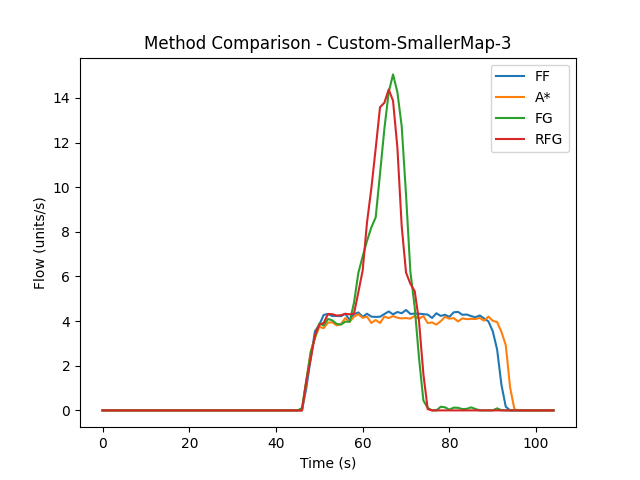 Method Comparison - Custom-SmallerMap-3
FF
A*
FG
RFG
14
12
10
8
6
4
2
0
Flow (units/s)
0 20 40 60 80 100
Time (s)